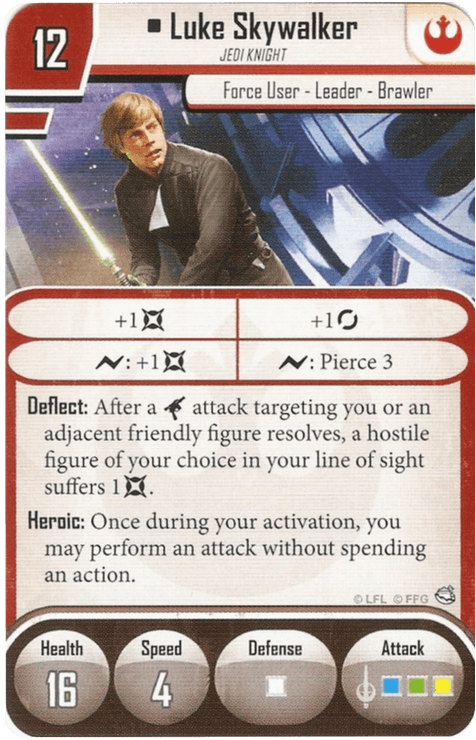 12
Luke Skywalker
JEDI KNIGHT
Force User - Leader - Brawler
+1
+1
: +1
: Pierce 3
Deflect: After a attack targeting you or an
adjacent friendly figure resolves, a hostile
figure of your choice in your line of sight
suffers 1 .
Heroic: Once during your activation, you
may perform an attack without spending
an action.
© LFL © FFG
Health
16
Speed
4
Defense
Attack